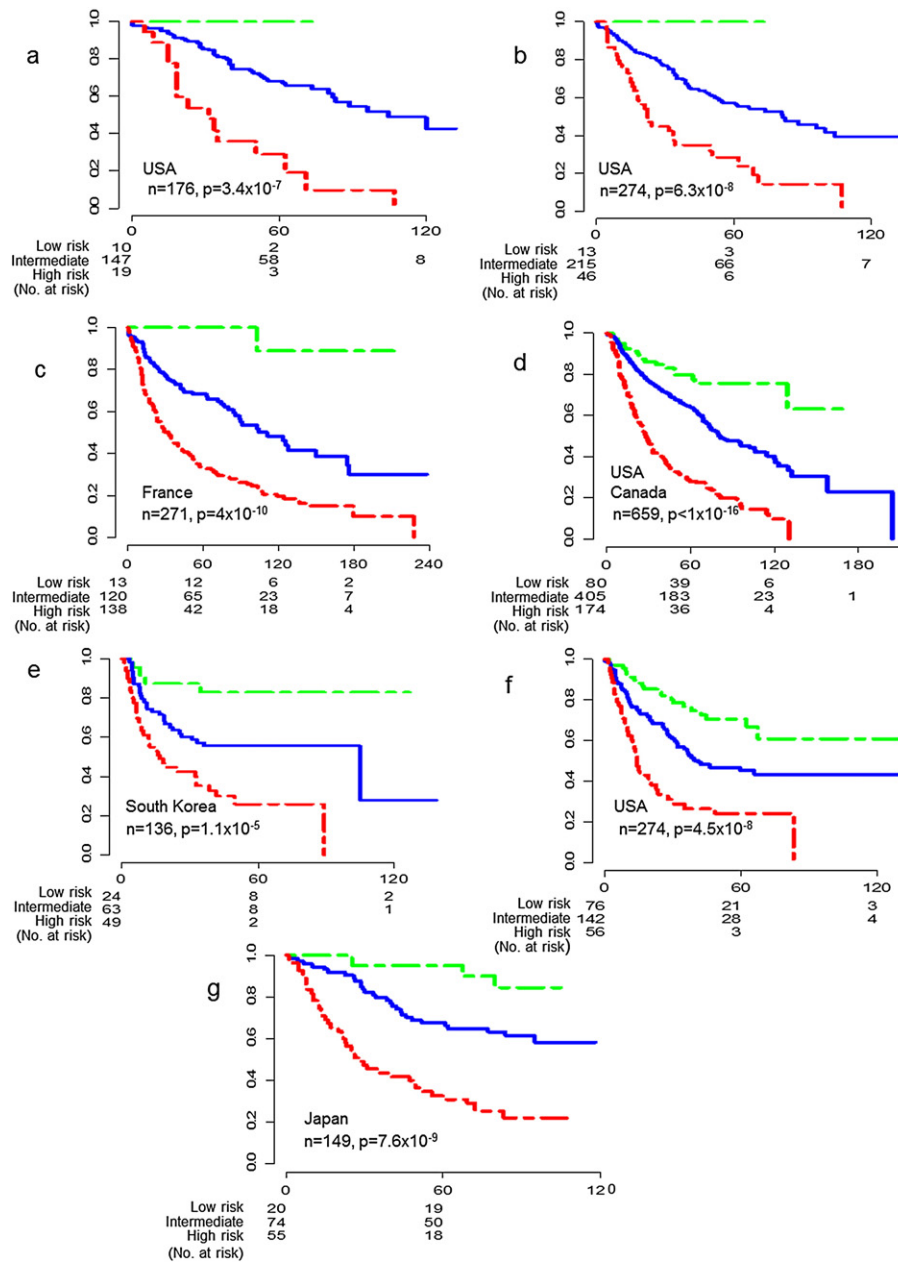 a
1.0
0.8
0.6
0.4
0.2
0.0
USA
n=176, p=3.4x10-7
0 60 120
Low risk 10 2
Intermediate 147 58 8
High risk 19 3
(No. at risk)
b
1.0
0.8
0.6
0.4
0.2
0.0
USA
n=274, p=6.3x10-8
0 60 120
Low risk 13 3
Intermediate 215 66 7
High risk 46 6
(No. at risk)
c
1.0
0.8
0.6
0.4
0.2
0.0
France
n=271, p=4x10-10
0 60 120 180 240
Low risk 13 12 6 2
Intermediate 120 65 23 7
High risk 138 42 18 4
(No. at risk)
d
1.0
0.8
0.6
0.4
0.2
0.0
USA
Canada
n=659, p<1x10-16
0 60 120 180
Low risk 80 39 6
Intermediate 405 183 23 1
High risk 174 36 4
(No. at risk)
e
1.0
0.8
0.6
0.4
0.2
0.0
South Korea
n=136, p=1.1x10-5
0 60 120
Low risk 24 8 2
Intermediate 63 8 1
High risk 49 2
(No. at risk)
f
1.0
0.8
0.6
0.4
0.2
0.0
USA
n=274, p=4.5x10-8
0 60 120
Low risk 76 21 3
Intermediate 142 28 4
High risk 56 3
(No. at risk)
g
1.0
0.8
0.6
0.4
0.2
0.0
Japan
n=149, p=7.6x10-9
0 60 120
Low risk 20 19
Intermediate 74 50
High risk 55 18
(No. at risk)